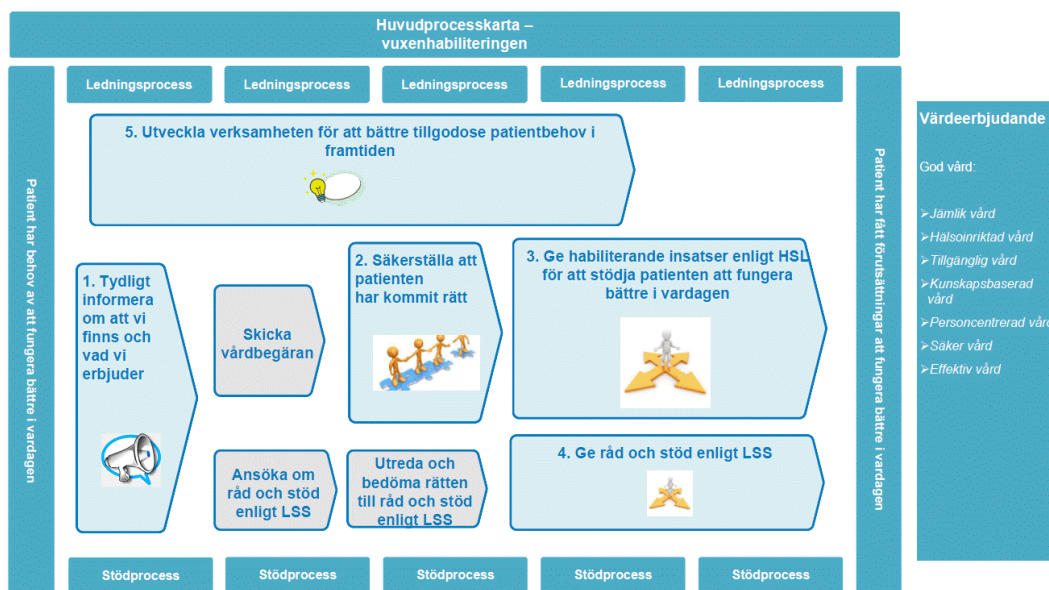 Huvudprocesskarta –
vuxenhabiliteringen
Patient har behov av att fungera bättre i vardagen
Ledningsprocess
Ledningsprocess
Ledningsprocess
Ledningsprocess
Ledningsprocess
5. Utveckla verksamheten för att bättre tillgodose patientbehov i
framtiden
1. Tydligt
informera
om att vi
finns och
vad vi
erbjuder
Skicka
vårdbegäran
2. Säkerställa att
patienten
har kommit rätt
3. Ge habiliterande insatser enligt HSL
för att stödja patienten att fungera
bättre i vardagen
Ansöka om
råd och stöd
enligt LSS
Utreda och
bedöma rätten
till råd och stöd
enligt LSS
4. Ge råd och stöd enligt LSS
Stödprocess
Stödprocess
Stödprocess
Stödprocess
Stödprocess
Patient har fått förutsättningar att fungera bättre i vardagen
Värdeerbjudande
God vård:
➢Jämlik vård
➢Hälsoinriktad vård
➢Tillgänglig vård
➢Kunskapsbaserad
vård
➢Personcentrerad vård
➢Säker vård
➢Effektiv vård